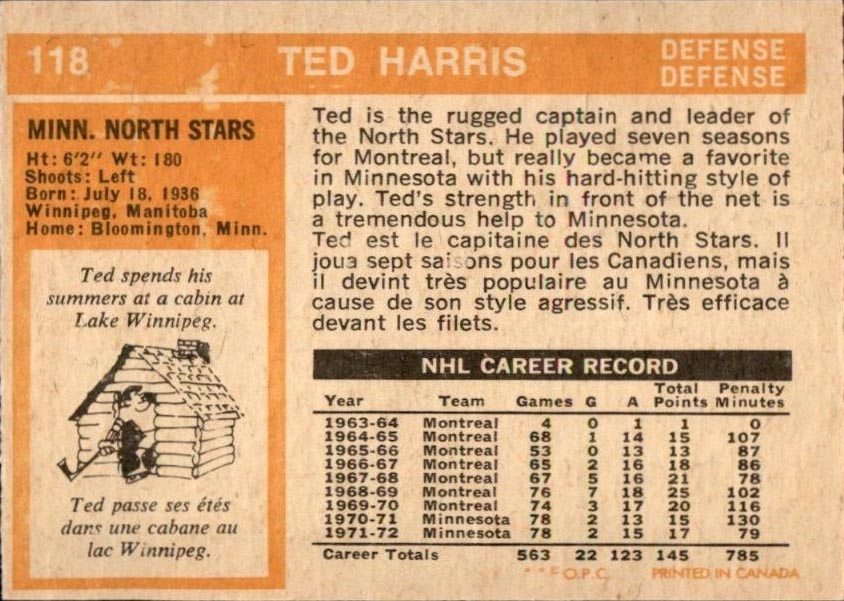 118 TED HARRIS DEFENSE
DEFENSE
MINN. NORTH STARS
Ht: 6'2" Wt: 180
Shoots: Left
Born: July 18, 1936
Winnipeg, Manitoba
Home: Bloomington, Minn.
Ted spends his
summers at a cabin at
Lake Winnipeg.
Ted passe ses étés
dans une cabane au
lac Winnipeg.
Ted is the rugged captain and leader of
the North Stars. He played seven seasons
for Montreal, but really became a favorite
in Minnesota with his hard-hitting style of
play. Ted's strength in front of the net is
a tremendous help to Minnesota.
Ted est le capitaine des North Stars. Il
joua sept saisons pour les Canadiens, mais
il devint très populaire au Minnesota à
cause de son style agressif. Très efficace
devant les filets.
NHL CAREER RECORD
Year Team Games G A Total Points Penalty Minutes
1963-64 Montreal 4 0 1 1 0
1964-65 Montreal 68 1 14 15 107
1965-66 Montreal 53 0 13 13 87
1966-67 Montreal 65 2 16 18 86
1967-68 Montreal 67 5 16 21 78
1968-69 Montreal 76 7 18 25 102
1969-70 Montreal 74 3 17 20 116
1970-71 Minnesota 78 2 13 15 130
1971-72 Minnesota 78 2 15 17 79
Career Totals 563 22 123 145 785
* * © O.P.C. PRINTED IN CANADA